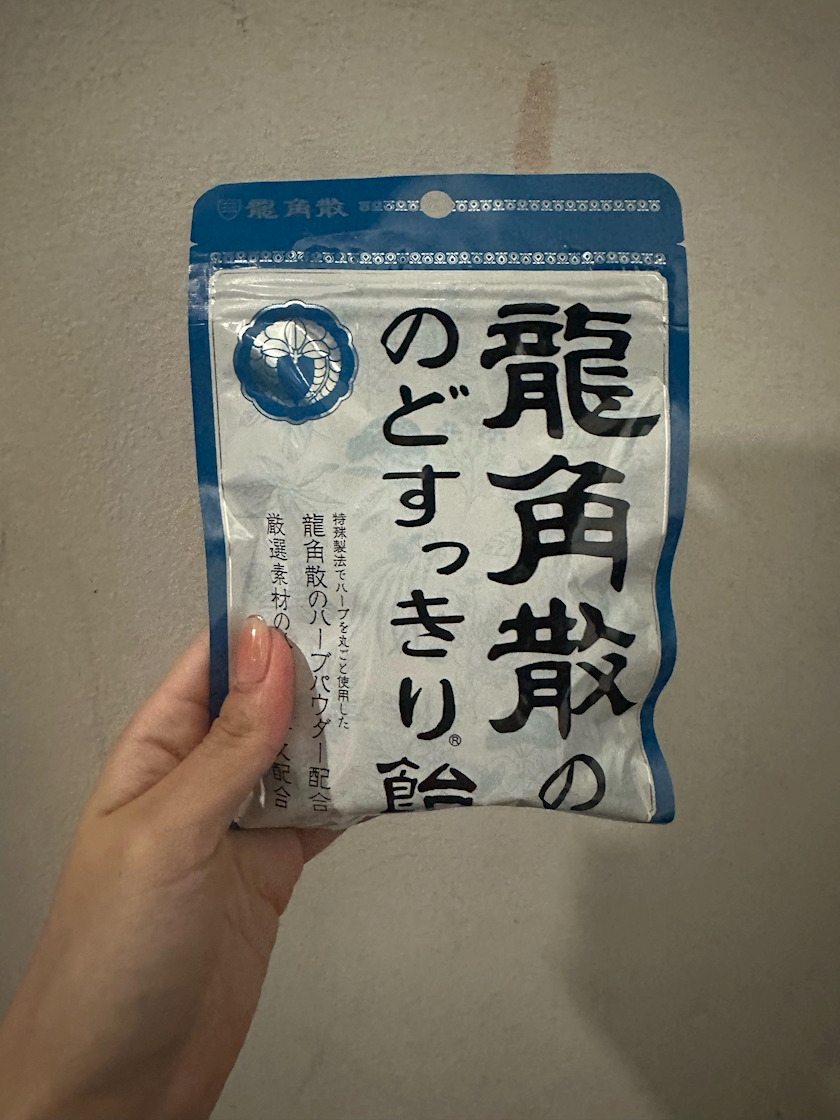 龍角散
龍角散の
のどすっきり®飴
特殊製法でハーブを丸ごと使用した
龍角散のハーブパウダー配合
厳選素材の
配合